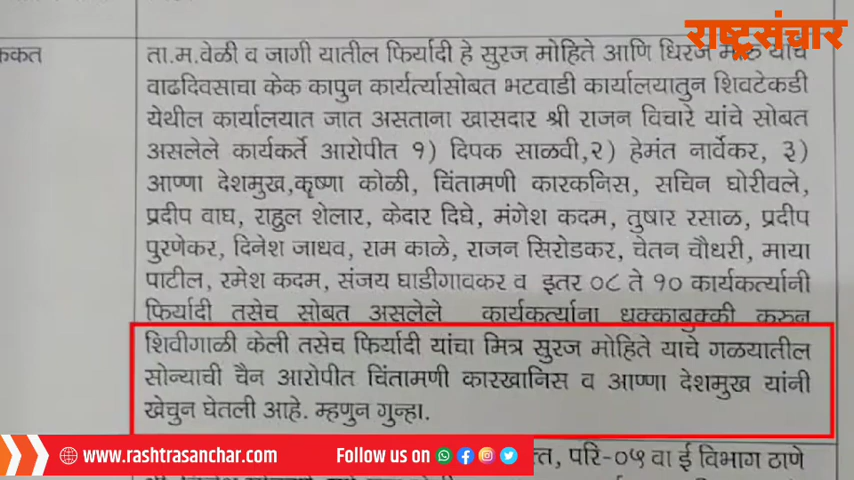 राष्ट्रसंचार
ता.म.वेळी व जागी यातील फिर्यादी हे सुरज मोहिते आणि धिरज
वाढदिवसाचा केक कापुन कार्यर्त्यासोबत भटवाडी कार्यालयातुन शिवटेकडी
येथील कार्यालयात जात असताना खासदार श्री राजन विचारे यांचे सोबत
असलेले कार्यकर्ते आरोपीत १) दिपक साळवी,२) हेमंत नार्वेकर, ३)
आण्णा देशमुख,कृष्णा कोळी, चिंतामणी कारकनिस, सचिन घोरीवले,
प्रदीप वाघ, राहुल शेलार, केदार दिघे, मंगेश कदम, तुषार रसाळ, प्रदीप
पुरणेकर, दिनेश जाधव, राम काळे, राजन सिरोडकर, चेतन चौधरी, माया
पाटील, रमेश कदम, संजय घाडीगावकर व इतर ०८ ते १० कार्यकर्त्यानी
फिर्यादी तसेच सोबत असलेले कार्यकर्त्याना धक्काबुक्की करुन
शिवीगाळी केली तसेच फिर्यादी यांचा मित्र सुरज मोहिते याचे गळयातील
सोन्याची चैन आरोपीत चिंतामणी कारखानिस व आण्णा देशमुख यांनी
खेचुन घेतली आहे. म्हणुन गुन्हा.
परि-०५ वा ई विभाग ठाणे
www.rashtrasanchar.com Follow us on